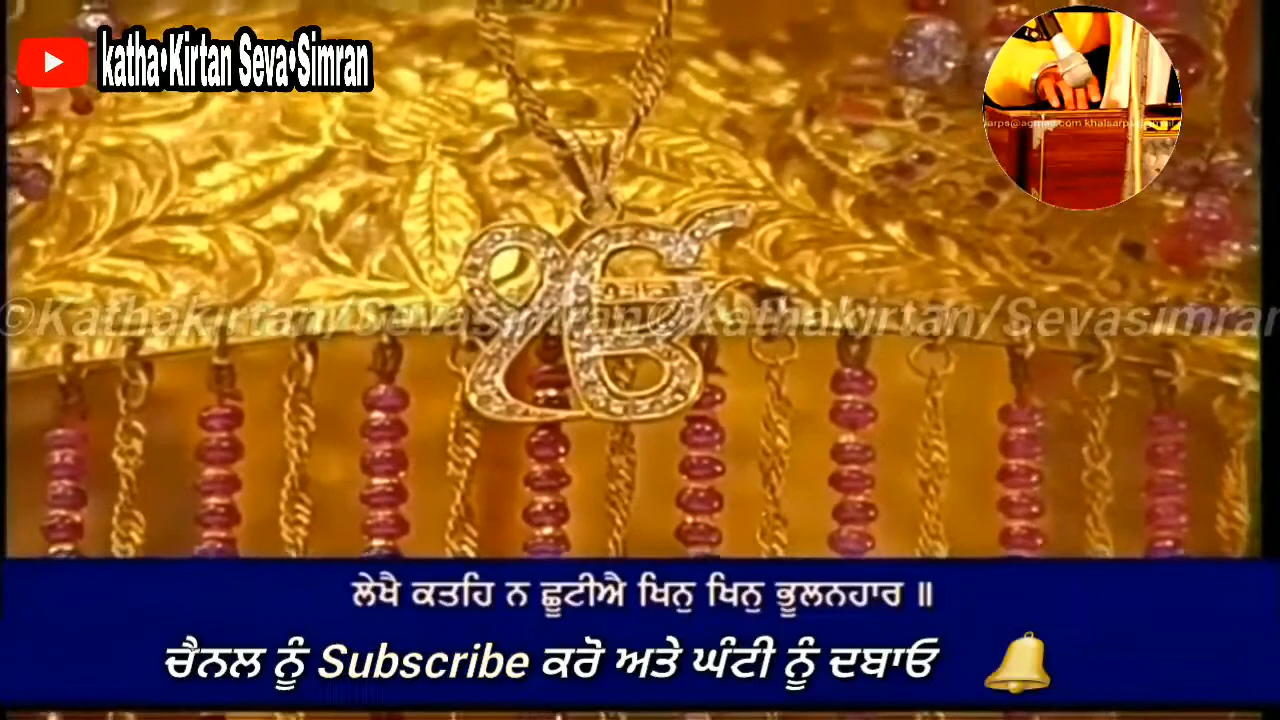 katha•Kirtan Seva•Simran
©Kathakirtan/Sevasimran©Kathakirtan/Sevasimran
ਲੇਖੈ ਕਤਹਿ ਨ ਛੂਟੀਐ ਖਿਨੁ ਖਿਨੁ ਭੂਲਨਹਾਰ ॥
ਚੈਨਲ ਨੂੰ Subscribe ਕਰੋ ਅਤੇ ਘੰਟੀ ਨੂੰ ਦਬਾਓ